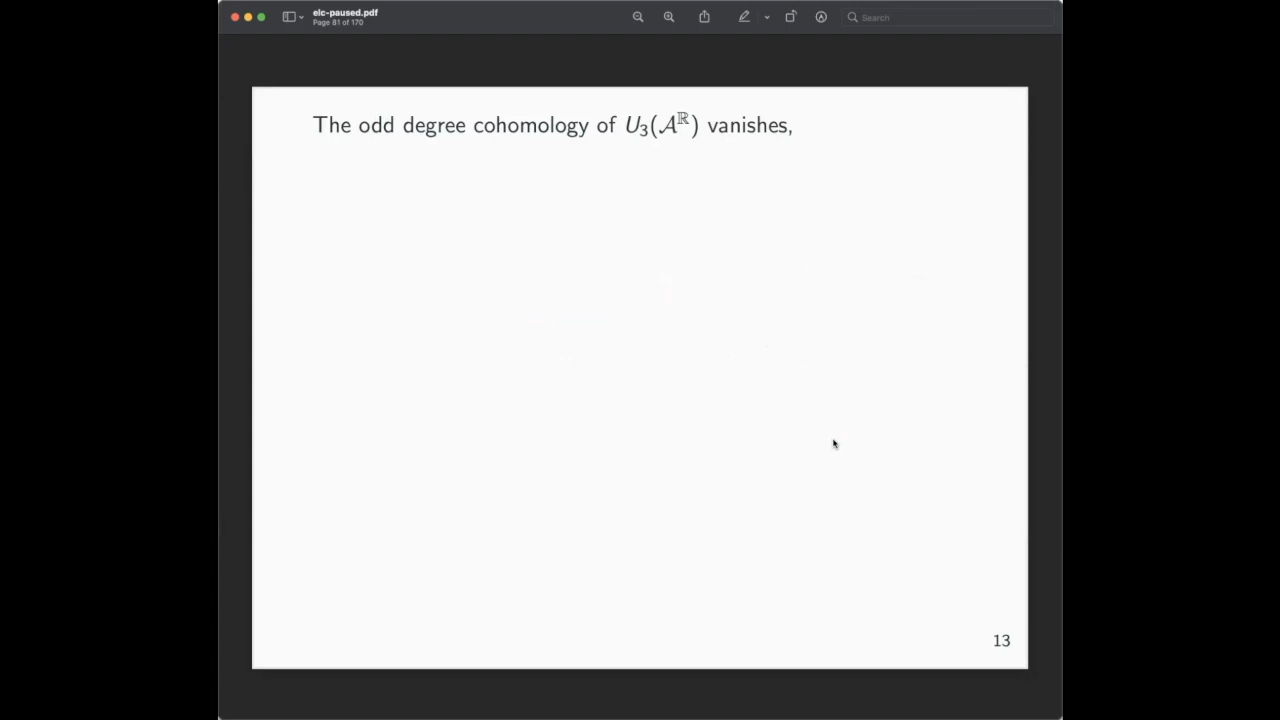 elc-paused.pdf
Page 81 of 170
Search
The odd degree cohomology of U₃(𝒜^ℝ) vanishes,
13